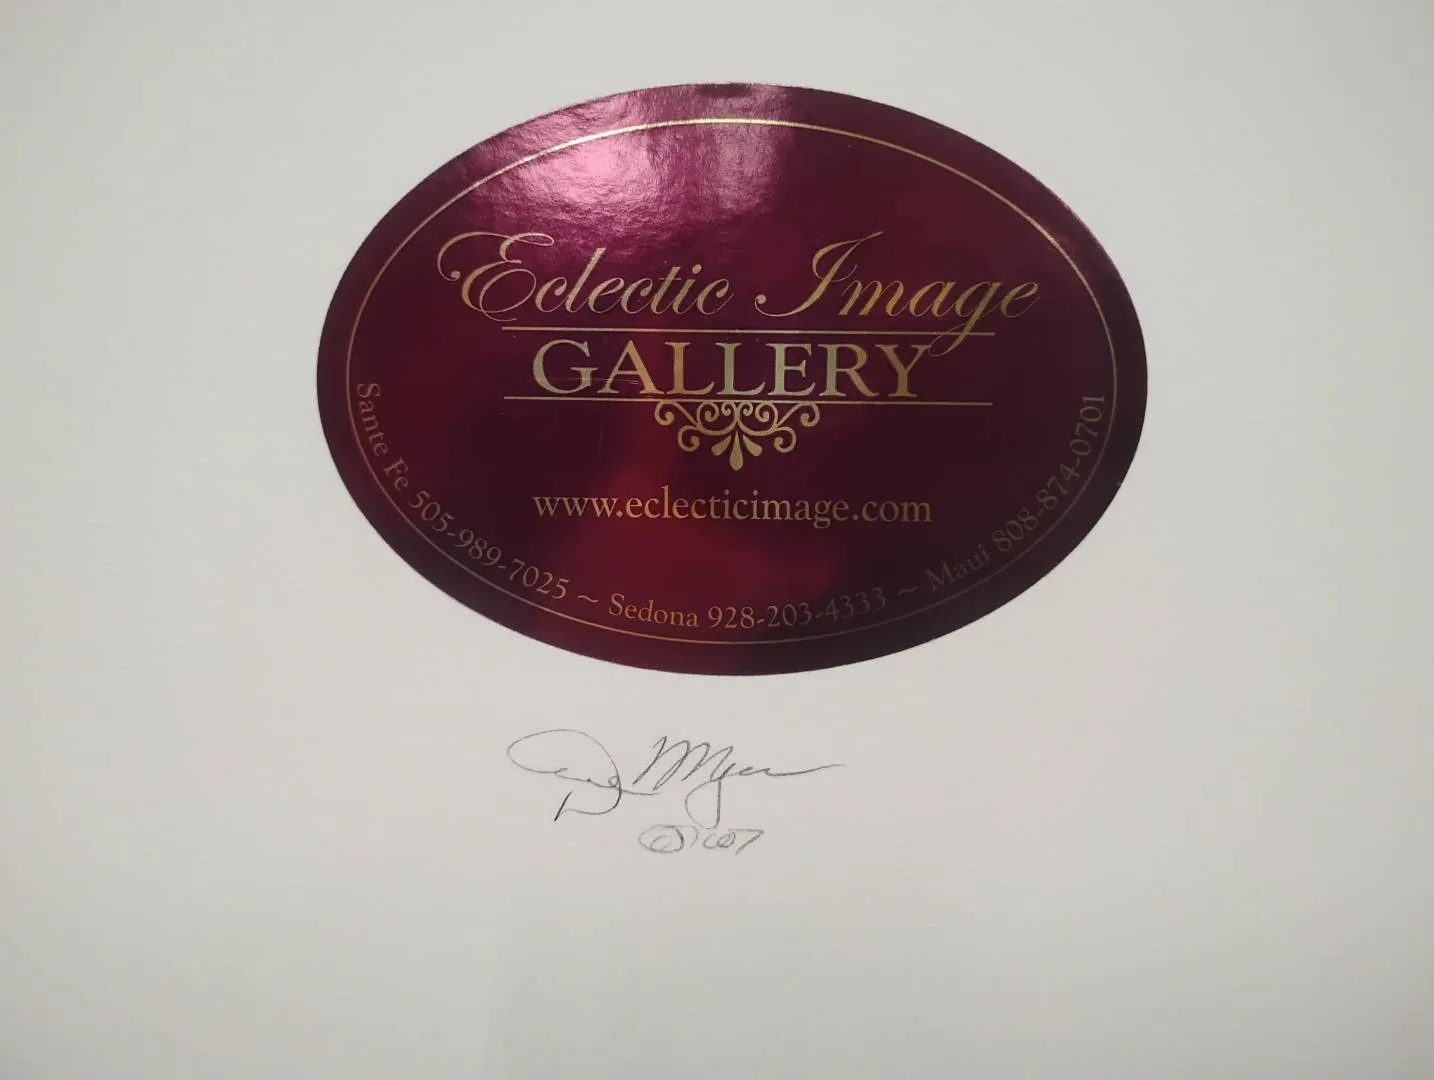 Eclectic Image
GALLERY
www.eclecticimage.com
Sante Fe 505-989-7025 ~ Sedona 928-203-4333 ~ Maui 808-874-0701